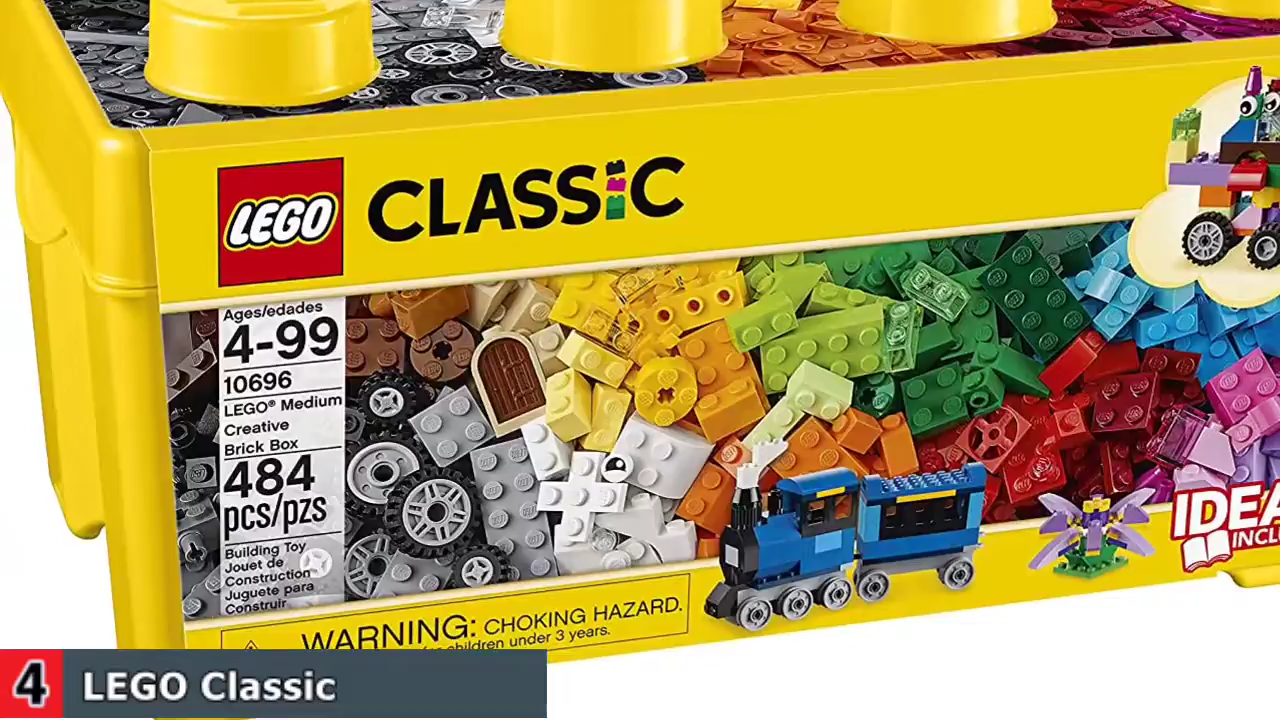 LEGO
CLASSIC
Ages/edades
4-99
10696
LEGO® Medium
Creative
Brick Box
484
pcs/pzs
Building Toy
Jouet de
Construction
Juguete para
Construir
WARNING: CHOKING HAZARD.
children under 3 years.
IDEA
INCLU
4 LEGO Classic